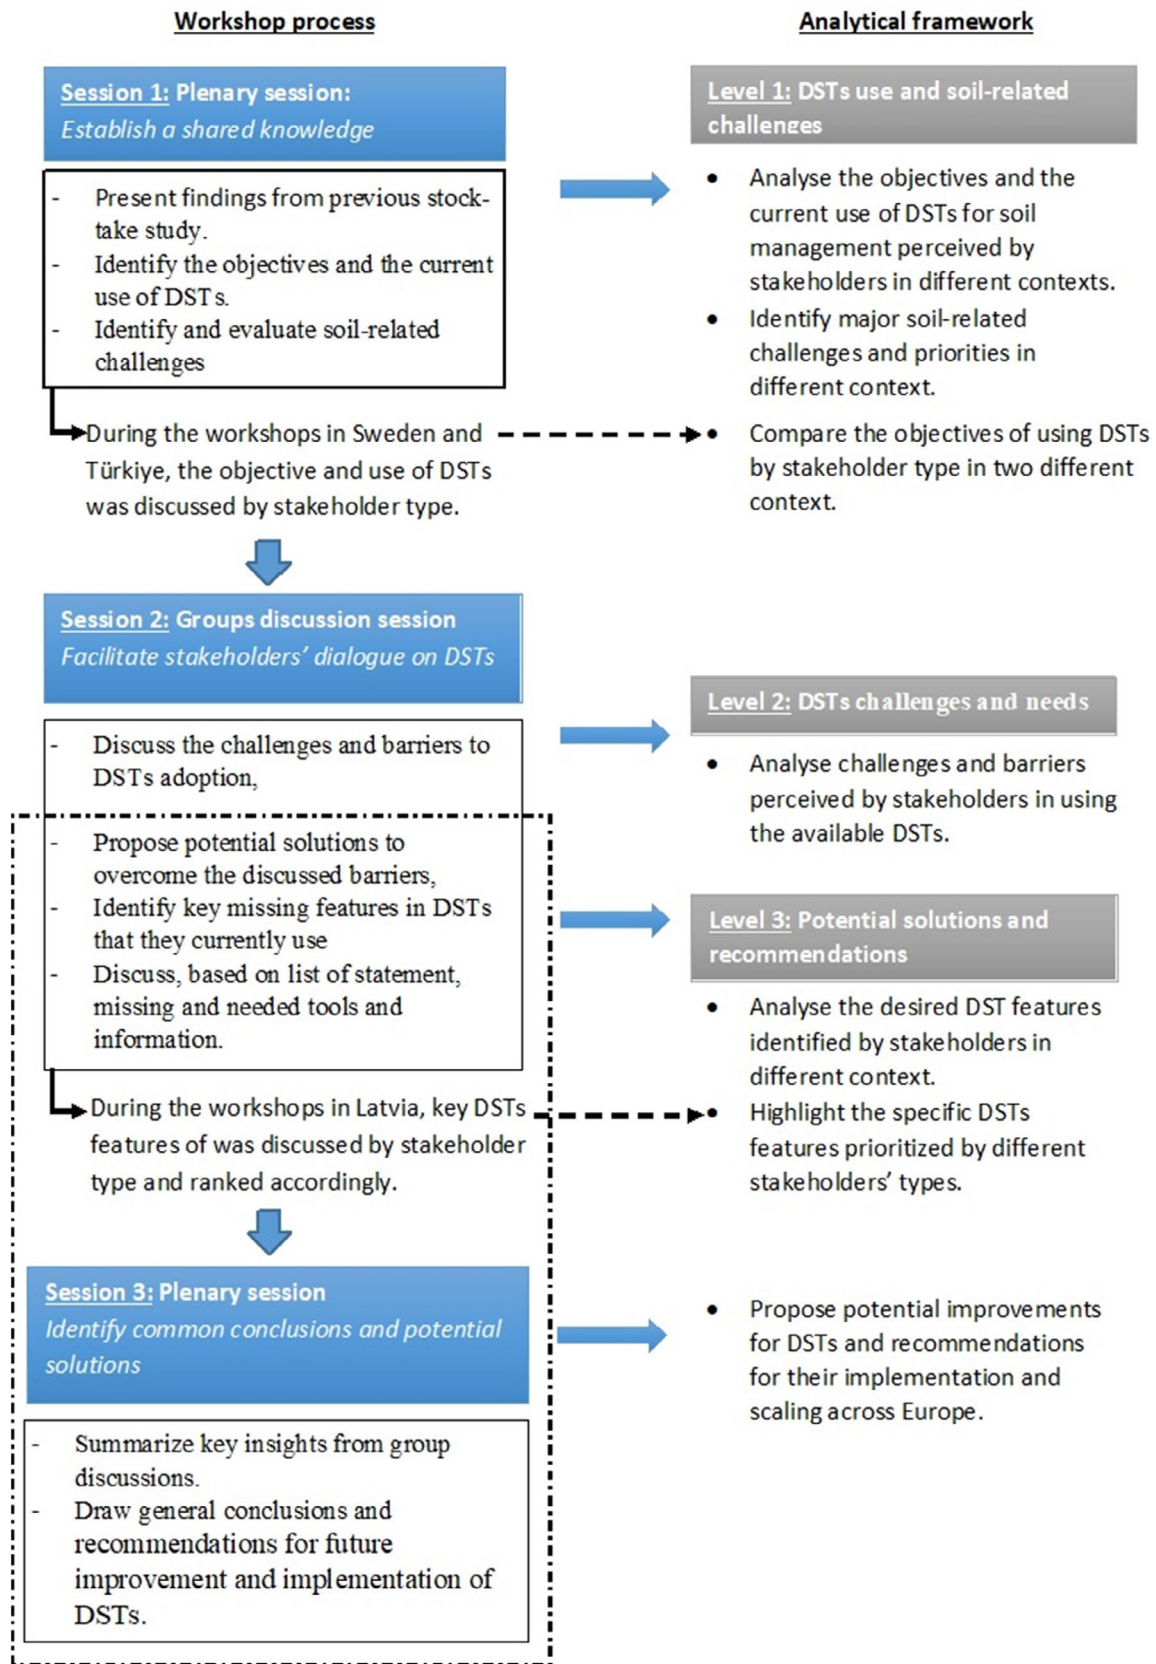 Workshop process
Analytical framework
Session 1: Plenary session:
Establish a shared knowledge
- Present findings from previous stock-
take study.
- Identify the objectives and the current
use of DSTs.
- Identify and evaluate soil-related
challenges
During the workshops in Sweden and
Türkiye, the objective and use of DSTs
was discussed by stakeholder type.
Level 1: DSTs use and soil-related
challenges
• Analyse the objectives and the
current use of DSTs for soil
management perceived by
stakeholders in different contexts.
• Identify major soil-related
challenges and priorities in
different context.
• Compare the objectives of using DSTs
by stakeholder type in two different
context.
Session 2: Groups discussion session
Facilitate stakeholders’ dialogue on DSTs
- Discuss the challenges and barriers to
DSTs adoption,
- Propose potential solutions to
overcome the discussed barriers,
- Identify key missing features in DSTs
that they currently use
- Discuss, based on list of statement,
missing and needed tools and
information.
During the workshops in Latvia, key DSTs
features of was discussed by stakeholder
type and ranked accordingly.
Level 2: DSTs challenges and needs
• Analyse challenges and barriers
perceived by stakeholders in using
the available DSTs.
Level 3: Potential solutions and
recommendations
• Analyse the desired DST features
identified by stakeholders in
different context.
• Highlight the specific DSTs
features prioritized by different
stakeholders’ types.
Session 3: Plenary session
Identify common conclusions and potential
solutions
- Summarize key insights from group
discussions.
- Draw general conclusions and
recommendations for future
improvement and implementation of
DSTs.
• Propose potential improvements
for DSTs and recommendations
for their implementation and
scaling across Europe.